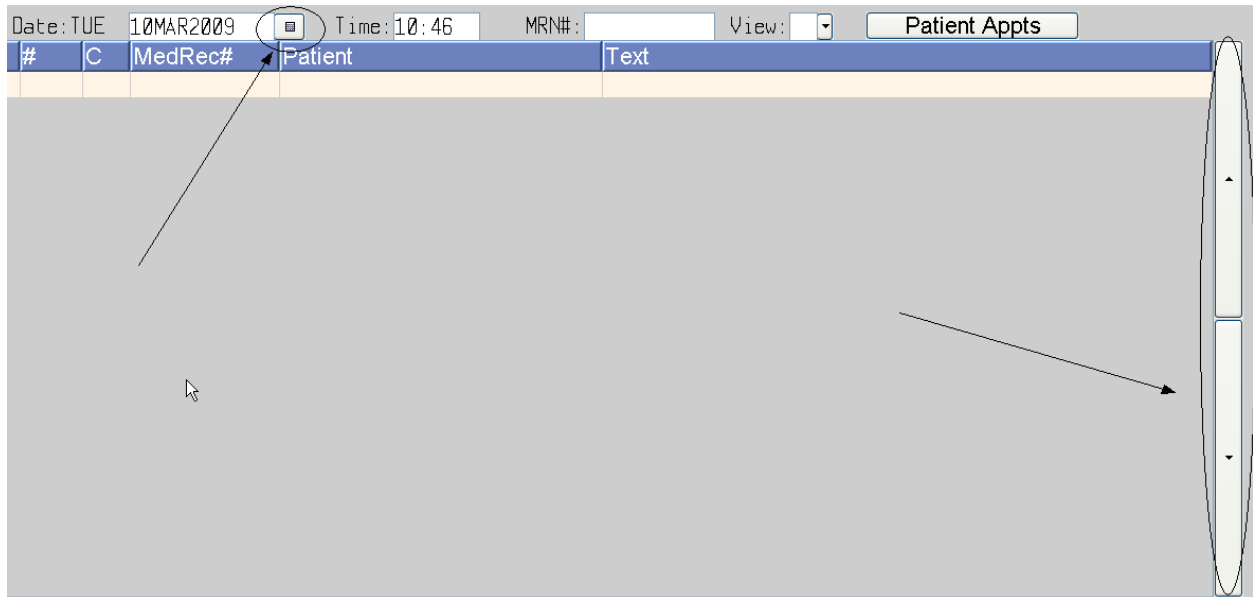 Date:TUE 10MAR2009 Time:10:46 MRN#: View: Patient Appts
# C MedRec# Patient Text